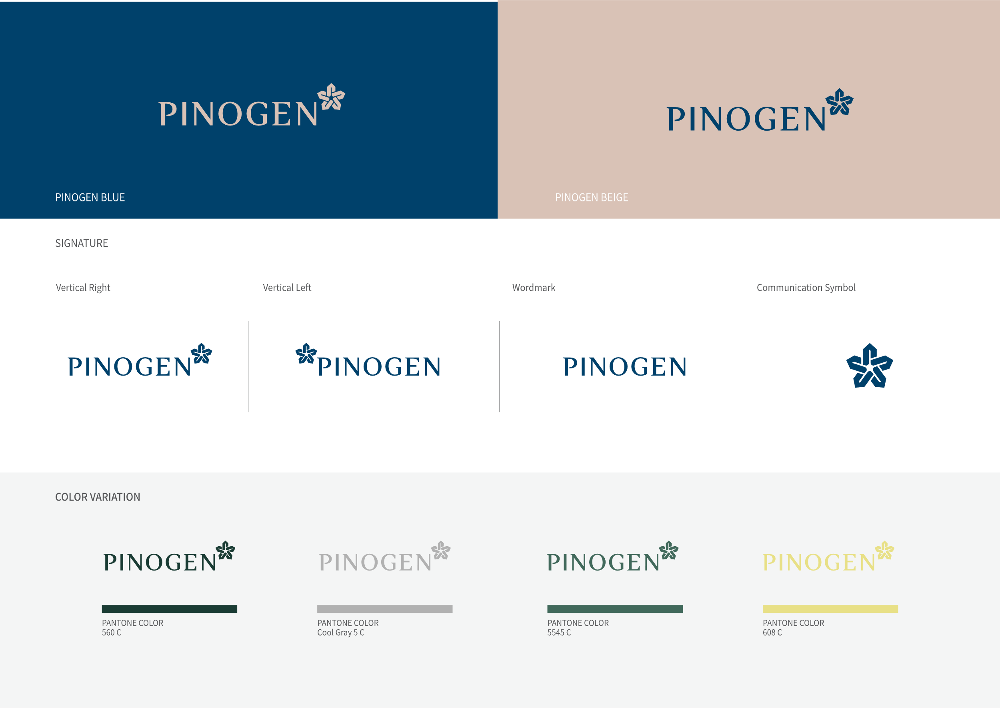 PINOGEN
PINOGEN
PINOGEN BLUE
PINOGEN BEIGE
SIGNATURE
Vertical Right
Vertical Left
Wordmark
Communication Symbol
PINOGEN
PINOGEN
PINOGEN
COLOR VARIATION
PINOGEN
PINOGEN
PINOGEN
PINOGEN
PANTONE COLOR
560 C
PANTONE COLOR
Cool Gray 5 C
PANTONE COLOR
5545 C
PANTONE COLOR
608 C